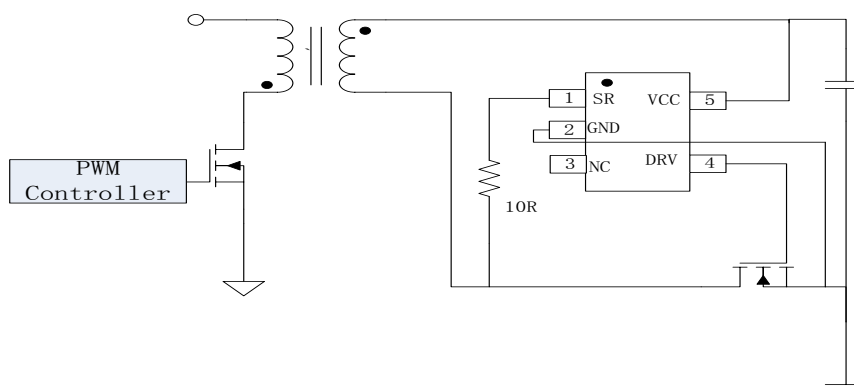 1 SR VCC 5
2 GND
3 NC DRV 4
PWM
Controller
10R